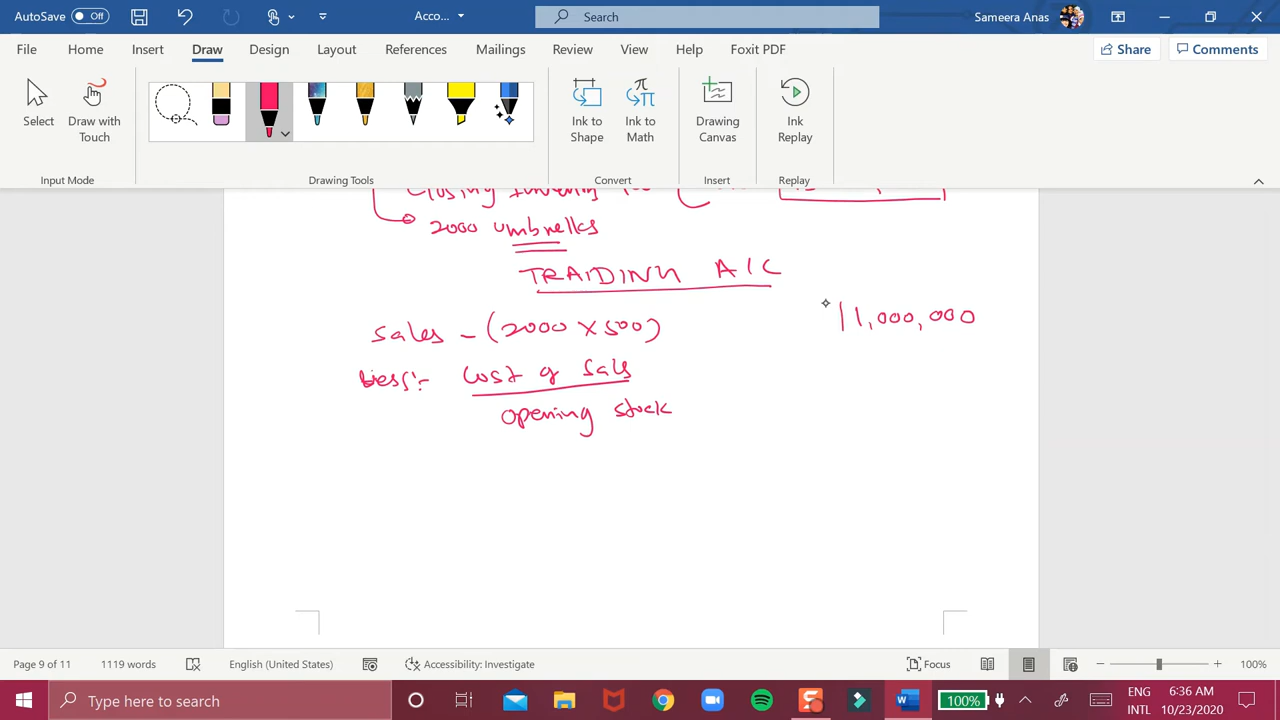 AutoSave Off Acco... Search Sameera Anas
File Home Insert Draw Design Layout References Mailings Review View Help Foxit PDF Share Comments
Select Draw with Touch Ink to Shape Ink to Math Drawing Canvas Ink Replay
Input Mode Drawing Tools Convert Insert Replay
Closing
2000 umbrellas
TRAIDING A/C
Sales - (2000 X 500) 11,000,000
Less:- Cost of Sals
opening stock
Page 9 of 11 1119 words English (United States) Accessibility: Investigate Focus 100%
Type here to search 100% ENG INTL 6:36 AM 10/23/2020